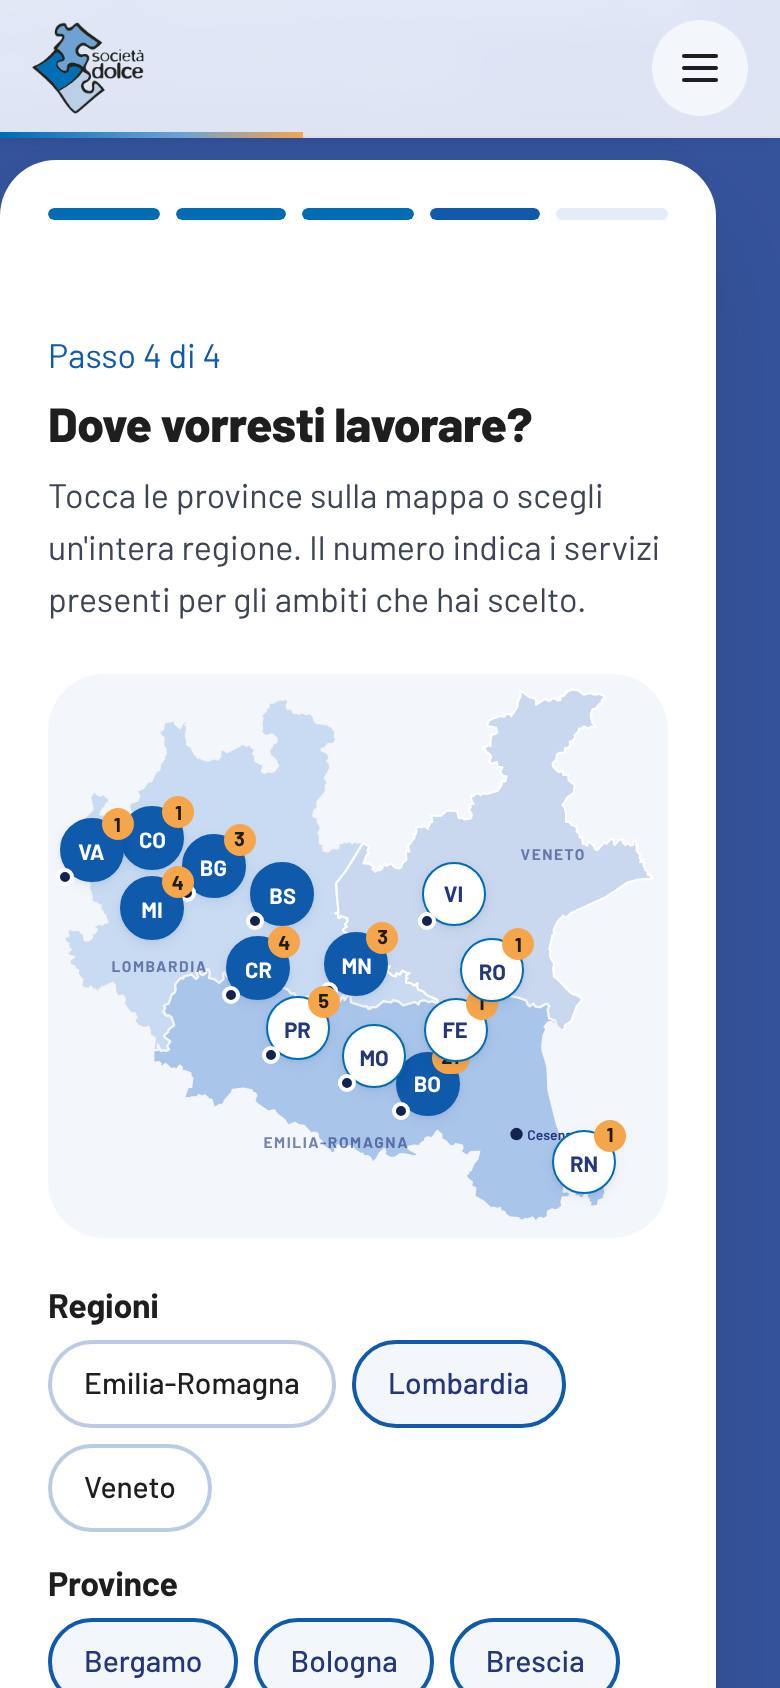 società
dolce
Passo 4 di 4
Dove vorresti lavorare?
Tocca le province sulla mappa o scegli
un'intera regione. Il numero indica i servizi
presenti per gli ambiti che hai scelto.
VENETO
1
1
VA
CO
3
BG
4
MI
BS
VI
LOMBARDIA
4
CR
3
MN
1
RO
5
PR
1
FE
MO
BO
EMILIA-ROMAGNA
1
RN
Regioni
Emilia-Romagna
Lombardia
Veneto
Province
Bergamo
Bologna
Brescia